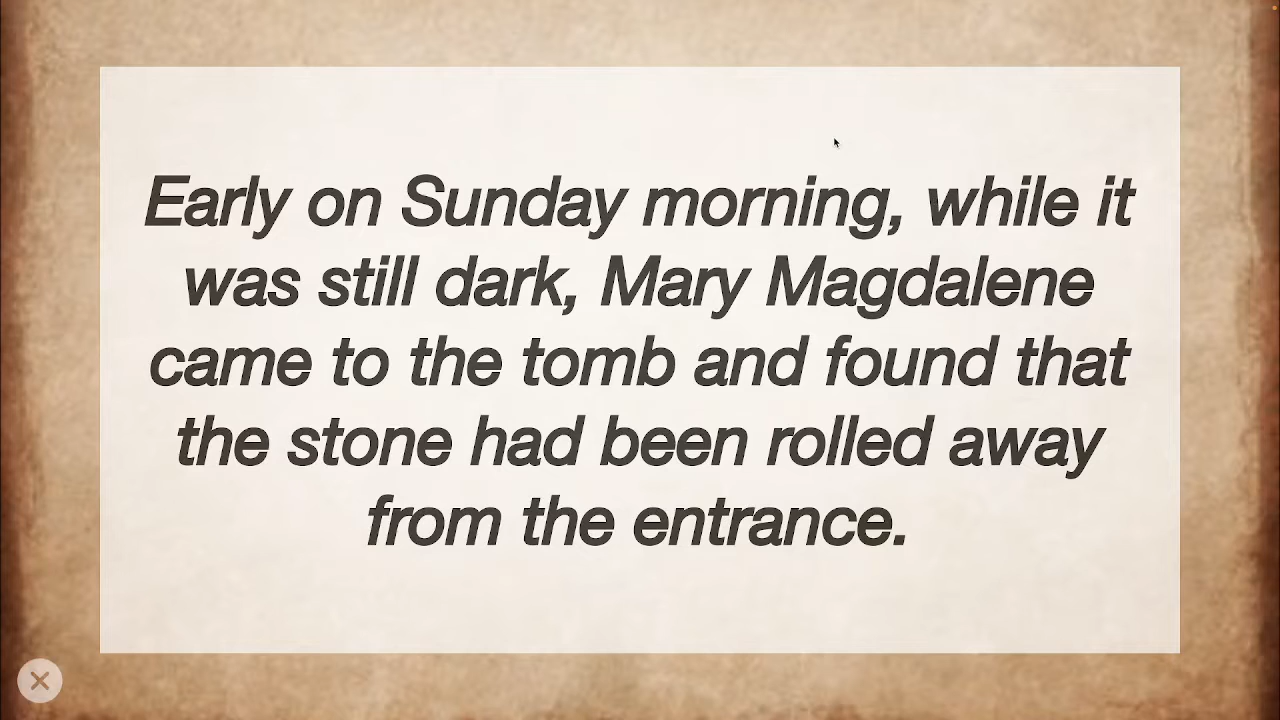 Early on Sunday morning, while it
was still dark, Mary Magdalene
came to the tomb and found that
the stone had been rolled away
from the entrance.